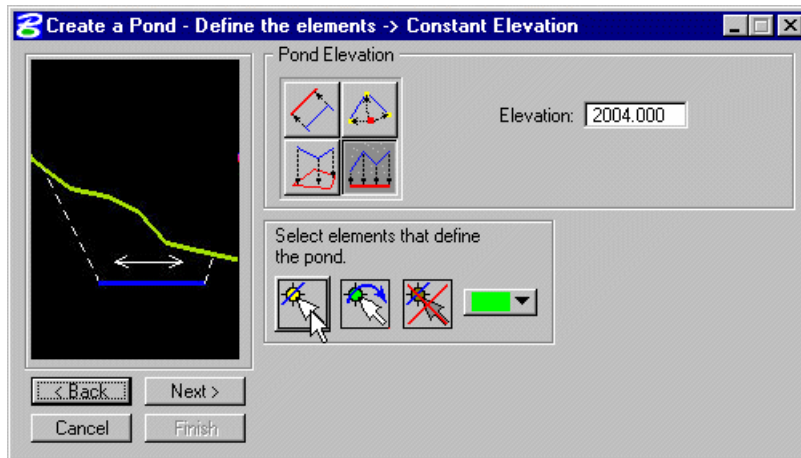 Create a Pond - Define the elements -> Constant Elevation
Pond Elevation
Elevation: 2004.000
Select elements that define
the pond.
< Back
Next >
Cancel
Finish